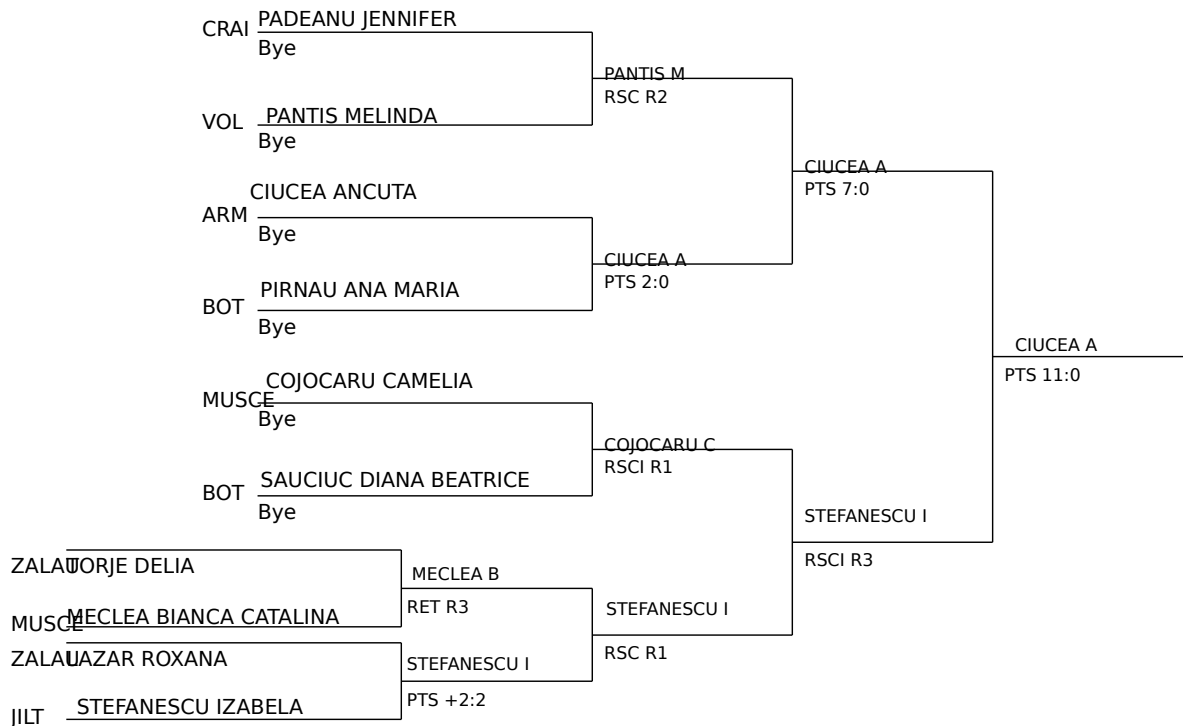 CRAI PADEANU JENNIFER
Bye
PANTIS M
RSC R2
VOL PANTIS MELINDA
Bye
CIUCEA A
PTS 7:0
ARM CIUCEA ANCUTA
Bye
CIUCEA A
PTS 2:0
BOT PIRNAU ANA MARIA
Bye
CIUCEA A
PTS 11:0
MUSCE COJOCARU CAMELIA
Bye
COJOCARU C
RSCI R1
BOT SAUCIUC DIANA BEATRICE
Bye
STEFANESCU I
RSCI R3
ZALAU TORJE DELIA
MECLEA B
RET R3
MUSCE MECLEA BIANCA CATALINA
STEFANESCU I
RSC R1
ZALAU LAZAR ROXANA
STEFANESCU I
PTS +2:2
JILT STEFANESCU IZABELA